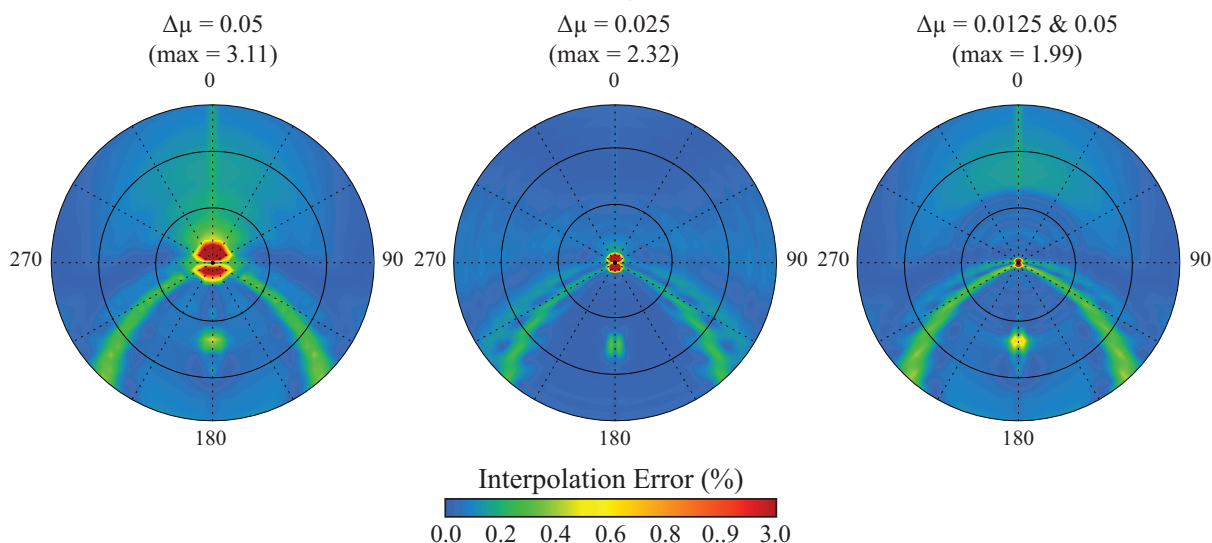 Δμ = 0.05
(max = 3.11)
0
270
90
180
Δμ = 0.025
(max = 2.32)
0
270
90
180
Δμ = 0.0125 & 0.05
(max = 1.99)
0
270
90
180
Interpolation Error (%)
0.0 0.2 0.4 0.6 0.8 0..9 3.0